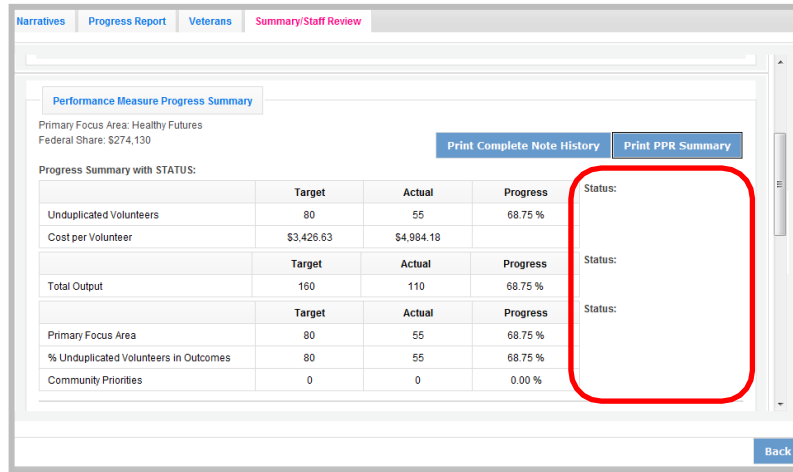 Narratives Progress Report Veterans Summary/Staff Review
Performance Measure Progress Summary
Primary Focus Area: Healthy Futures
Federal Share: $274,130
Print Complete Note History Print PPR Summary
Progress Summary with STATUS:
Target Actual Progress Status:
Unduplicated Volunteers 80 55 68.75 %
Cost per Volunteer $3,426.63 $4,984.18
Target Actual Progress Status:
Total Output 160 110 68.75 %
Target Actual Progress Status:
Primary Focus Area 80 55 68.75 %
% Unduplicated Volunteers in Outcomes 80 55 68.75 %
Community Priorities 0 0 0.00 %
Back